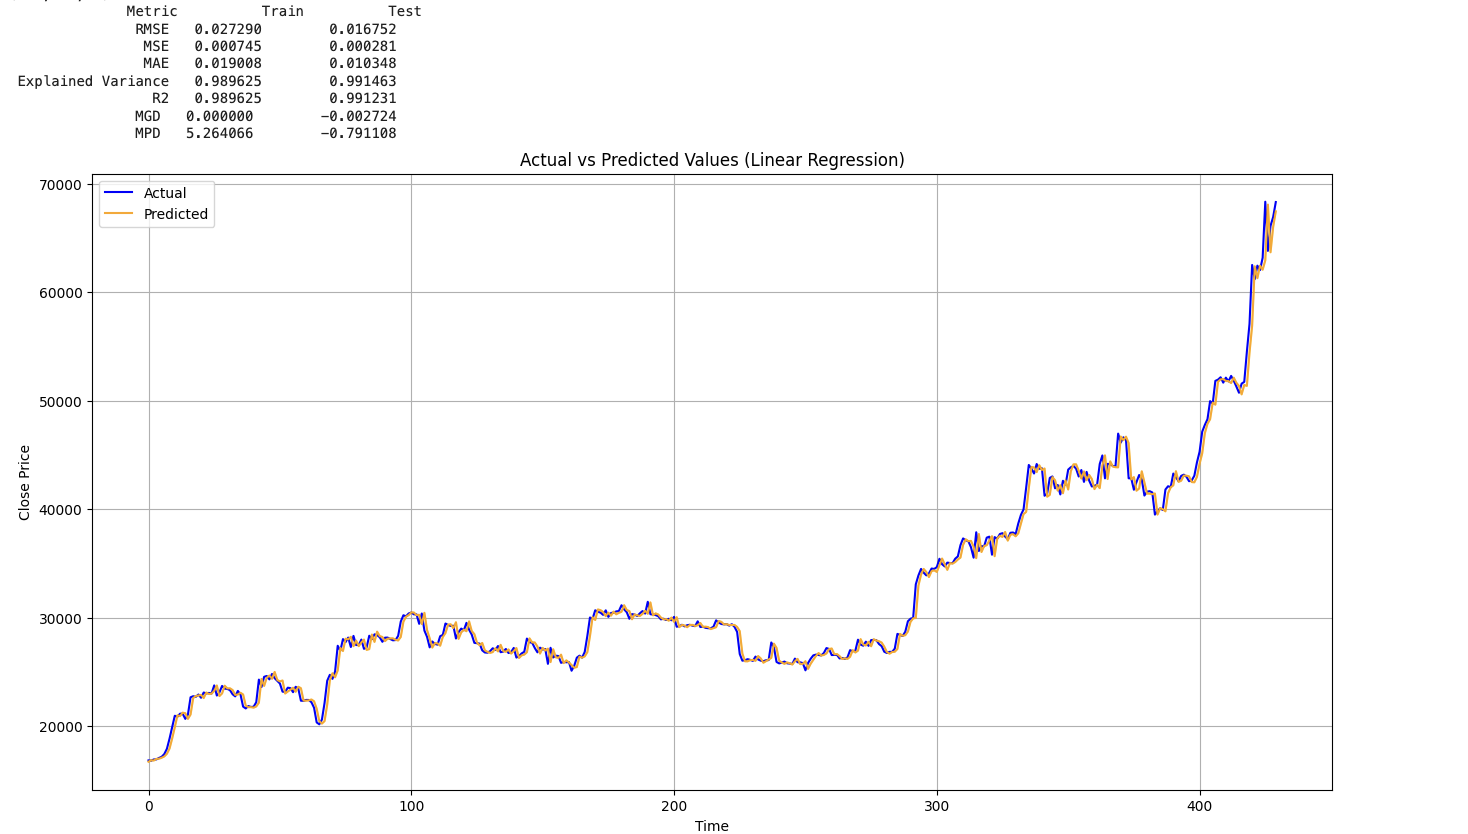 Metric Train Test
RMSE 0.027290 0.016752
MSE 0.000745 0.000281
MAE 0.019008 0.010348
Explained Variance 0.989625 0.991463
R2 0.989625 0.991231
MGD 0.000000 −0.002724
MPD 5.264066 −0.791108
Actual vs Predicted Values (Linear Regression)
Actual
Predicted
70000
60000
50000
40000
30000
20000
Close Price
0 100 200 300 400
Time